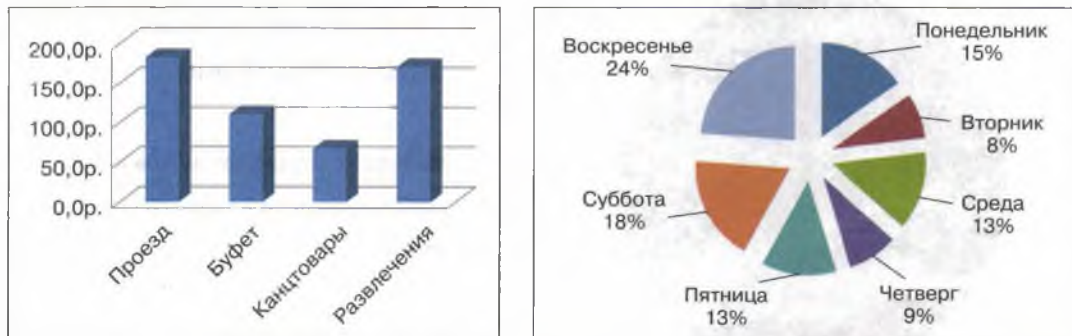 200,0р.
150,0р.
100,0р.
50,0р.
0,0р.
Проезд
Буфет
Канцтовары
Развлечения
Воскресенье
24%
Понедельник
15%
Вторник
8%
Среда
13%
Четверг
9%
Пятница
13%
Суббота
18%